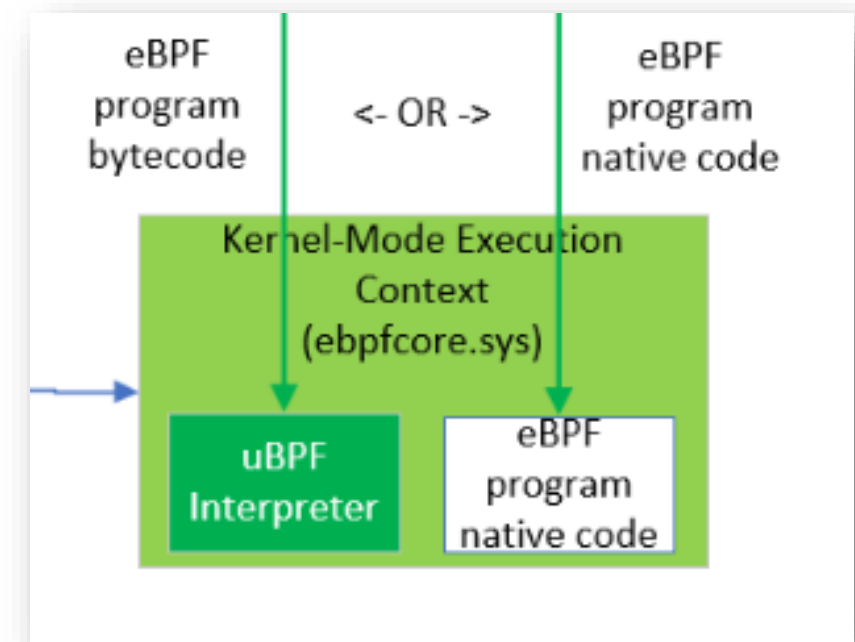 eBPF
program
bytecode
<- OR ->
eBPF
program
native code
Kernel-Mode Execution
Context
(ebpfcore.sys)
uBPF
Interpreter
eBPF
program
native code